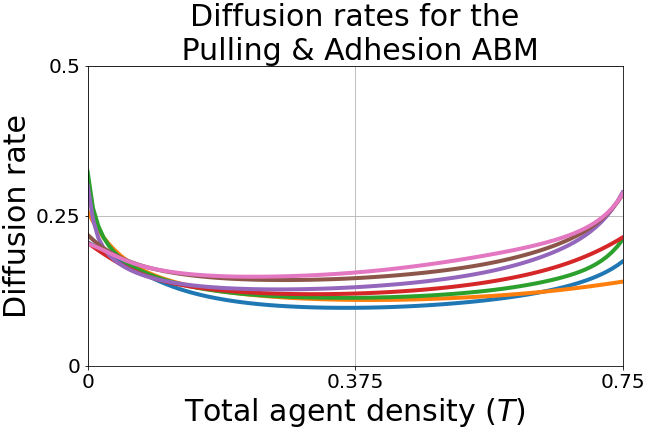 Diffusion rates for the
Pulling & Adhesion ABM
0.5
0.25
0
Diffusion rate
0
0.375
0.75
Total agent density (T)